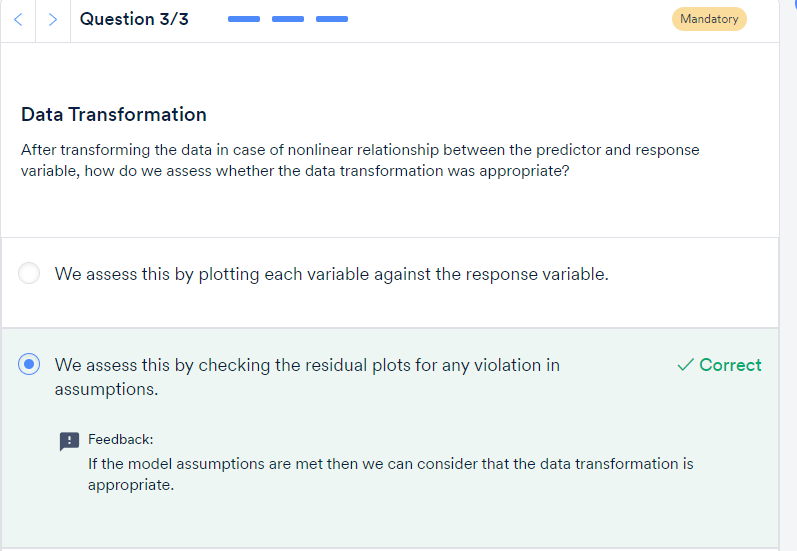 Question 3/3
Mandatory
Data Transformation
After transforming the data in case of nonlinear relationship between the predictor and response
variable, how do we assess whether the data transformation was appropriate?
We assess this by plotting each variable against the response variable.
We assess this by checking the residual plots for any violation in
assumptions.
Correct
Feedback:
If the model assumptions are met then we can consider that the data transformation is
appropriate.